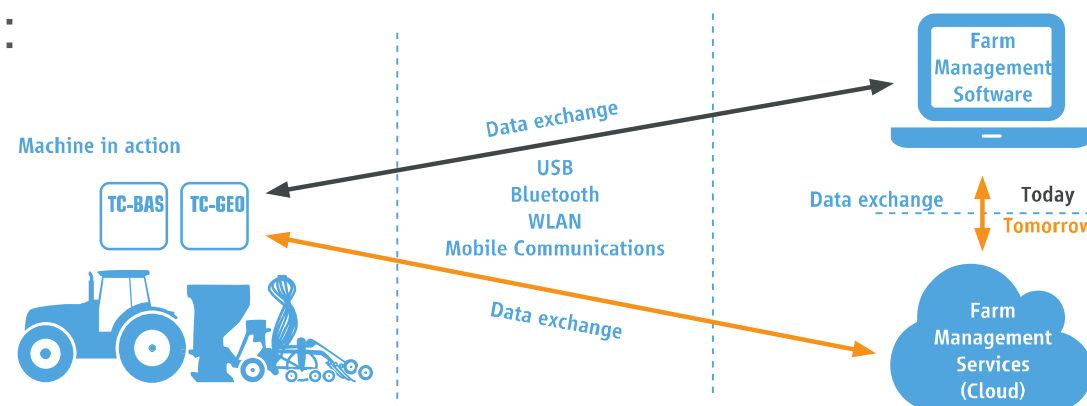 :
Machine in action
TC-BAS
TC-GEO
Data exchange
USB
Bluetooth
WLAN
Mobile Communications
Data exchange
Farm
Management
Software
Data exchange
Today
Tomorrow
Farm
Management
Services
(Cloud)